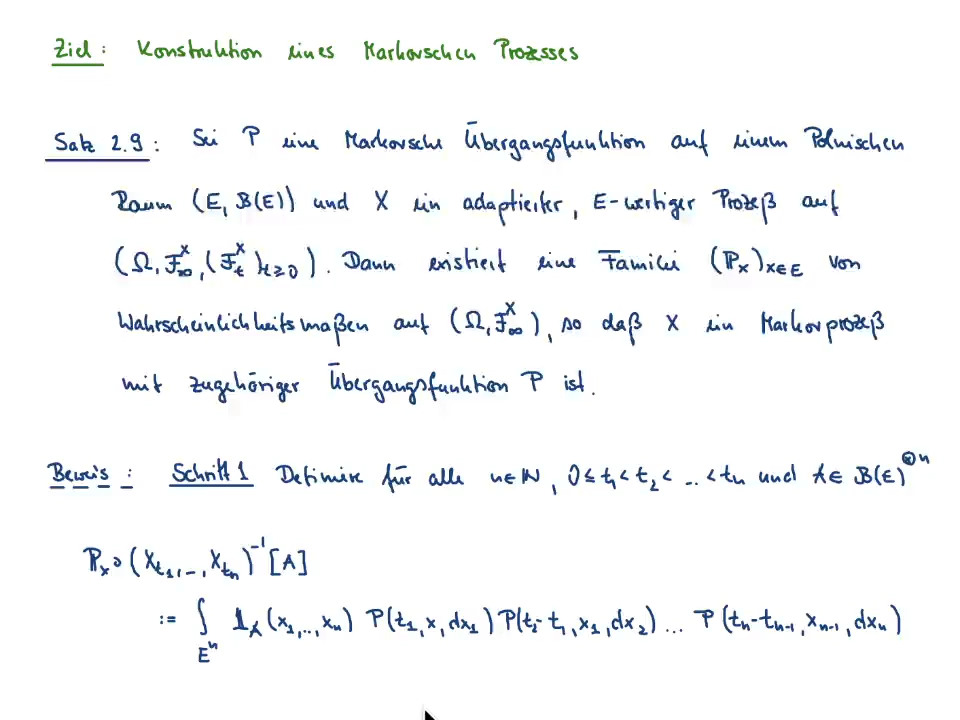 Ziel: Konstruktion eines Markovschen Prozesses
Satz 2.9: Sei P eine Markovsche Übergangsfunktion auf einem Polnischen
Raum (E, B(E)) und X ein adaptierter, E-wertiger Prozeß auf
(Ω, F^X_∞, (F^X_t)_{t≥0}). Dann existiert eine Familie (ℙ_x)_{x∈E} von
Wahrscheinlichkeitsmaßen auf (Ω, F^X_∞), so daß X ein Markovprozeß
mit zugehöriger Übergangsfunktion P ist.
Beweis: Schritt 1 Definiere für alle n∈ℕ, 0≤t_1<t_2<...<t_n und A∈B(E)^{⊗n}
ℙ_x∘(X_{t_1},...,X_{t_n})^{-1}[A]
:= ∫_{E^n} 𝟙_A(x_1,...,x_n) P(t_1,x,dx_1) P(t_2-t_1,x_1,dx_2)... P(t_n-t_{n-1},x_{n-1},dx_n)